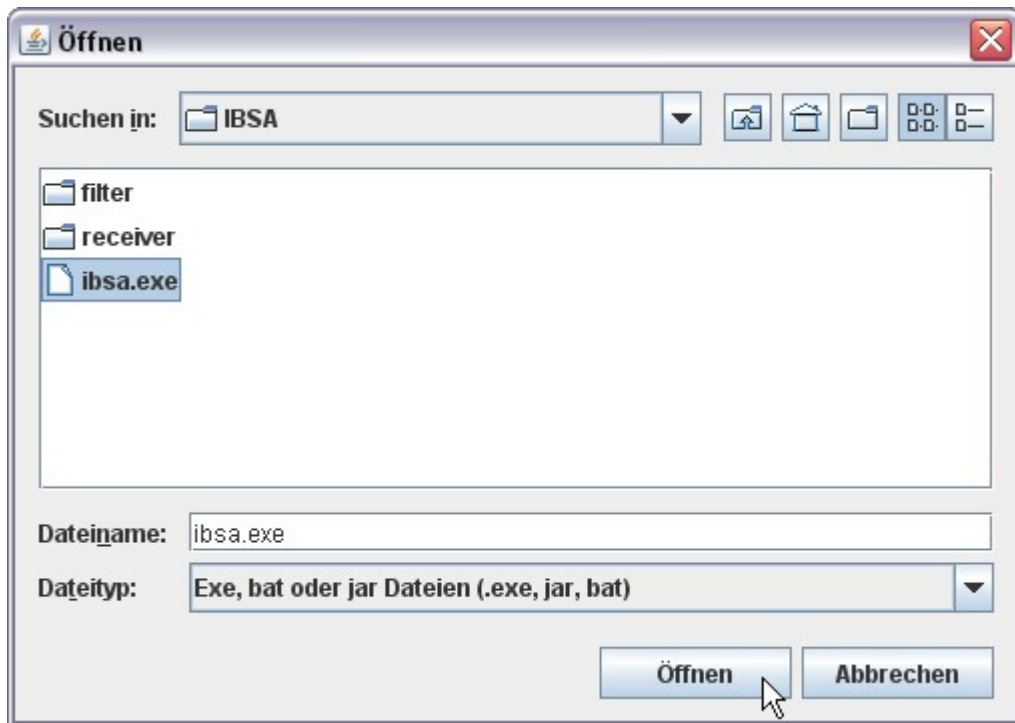 Öffnen
Suchen in: IBSA
filter
receiver
ibsa.exe
Dateiname: ibsa.exe
Dateityp: Exe, bat oder jar Dateien (.exe, jar, bat)
Öffnen Abbrechen